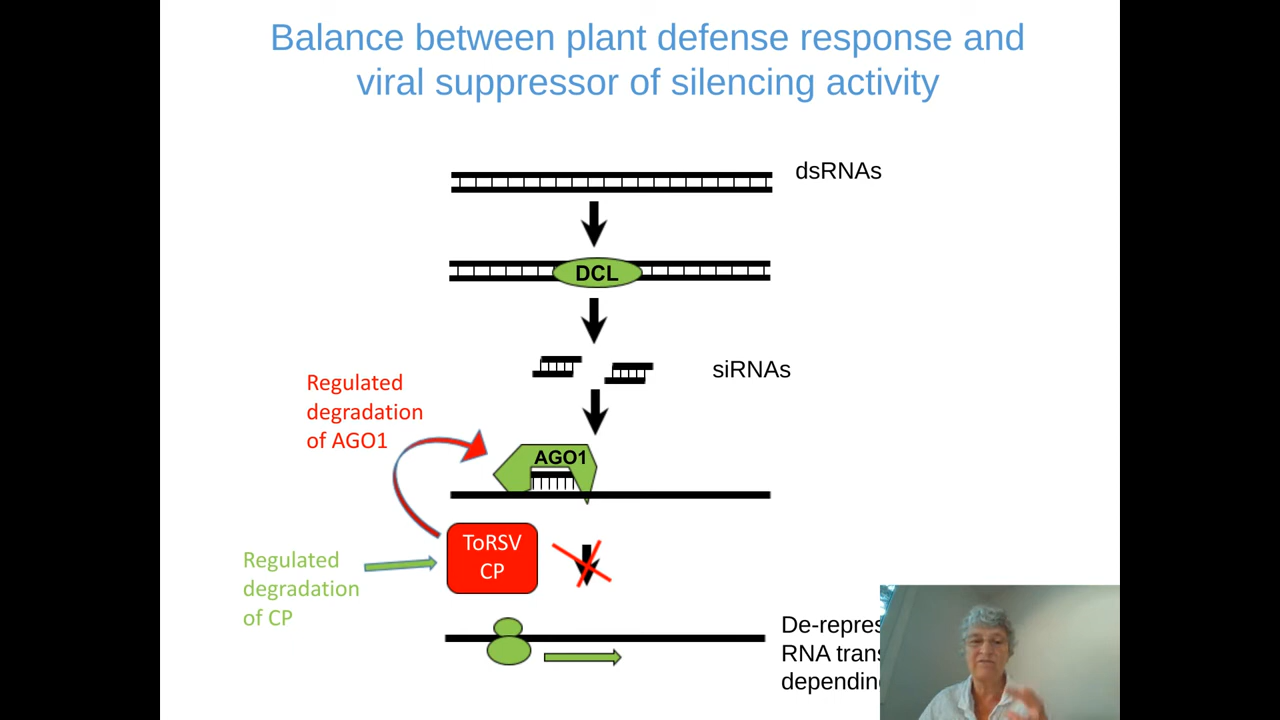 Balance between plant defense response and
viral suppressor of silencing activity
dsRNAs
DCL
siRNAs
Regulated
degradation
of AGO1
AGO1
ToRSV
CP
Regulated
degradation
of CP
De-repres
RNA trans
dependin